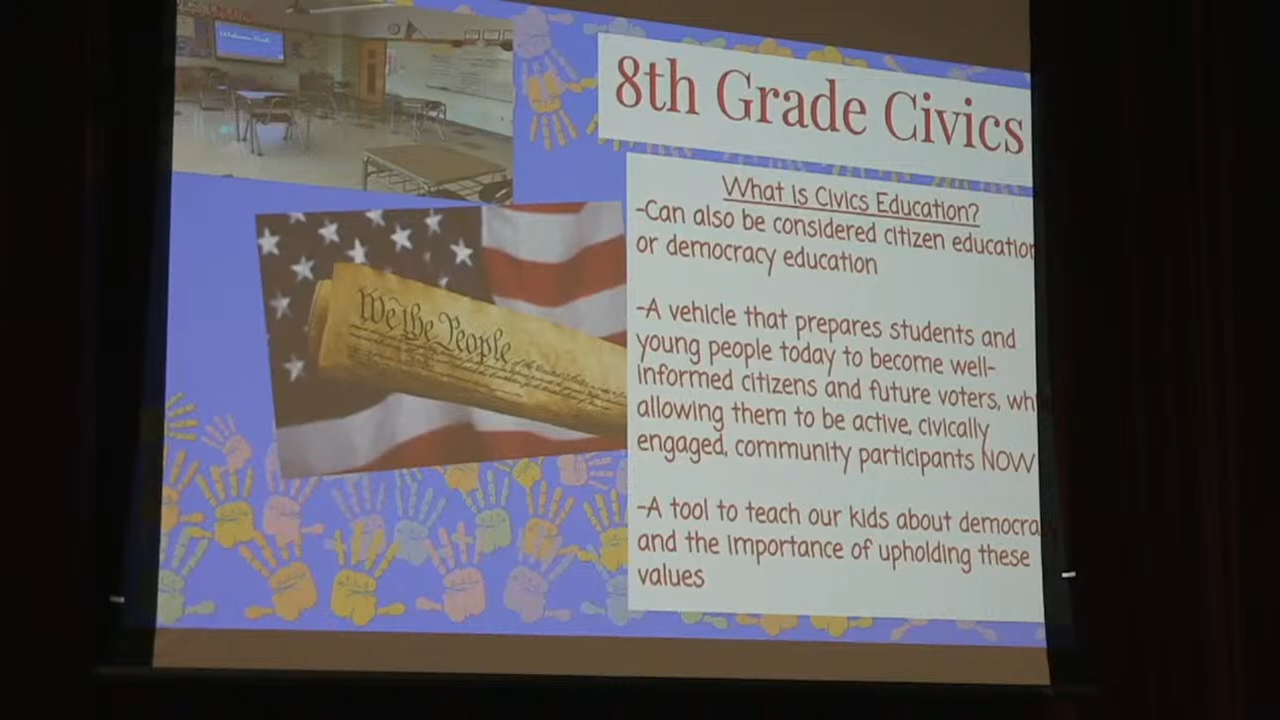 8th Grade Civics
What Is Civics Education?
-Can also be considered citizen education
or democracy education
-A vehicle that prepares students and
young people today to become well-
informed citizens and future voters, wh
allowing them to be active, civically
engaged, community participants NOW
-A tool to teach our kids about democra
and the importance of upholding these
values
We the People